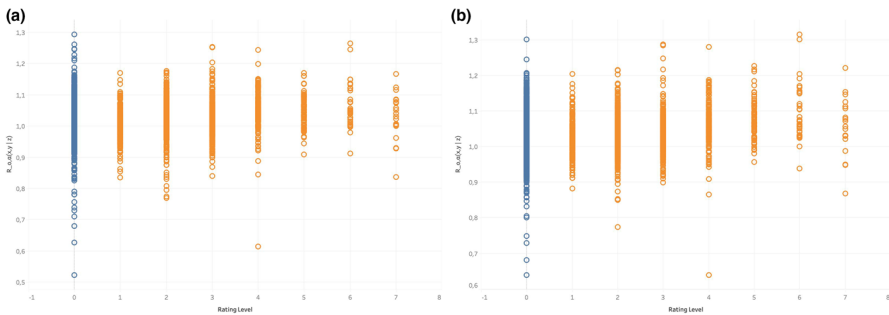 (a)
1,3
1,2
1,1
1,0
0,9
0,8
0,7
0,6
0,5
R_o,α(x,y | z)
-1 0 1 2 3 4 5 6 7 8
Rating Level
(b)
1,3
1,2
1,1
1,0
0,9
0,8
0,7
0,6
R_o,α(x,y | z)
-1 0 1 2 3 4 5 6 7 8
Rating Level